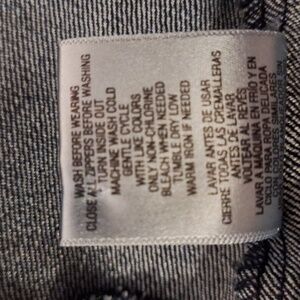 WASH BEFORE WEARING
CLOSE ALL ZIPPERS BEFORE WASHING
TURN INSIDE OUT
MACHINE WASH COLD
GENTLE CYCLE
WITH LIKE COLORS
ONLY NON-CHLORINE
BLEACH WHEN NEEDED
TUMBLE DRY LOW
WARM IRON IF NEEDED
LAVAR ANTES DE USAR
CIERRE TODAS LAS CREMALLERAS
ANTES DE LAVAR
VOLTEAR AL REVÉS
LAVAR A MAQUINA EN FRIO Y EN
DELICADA